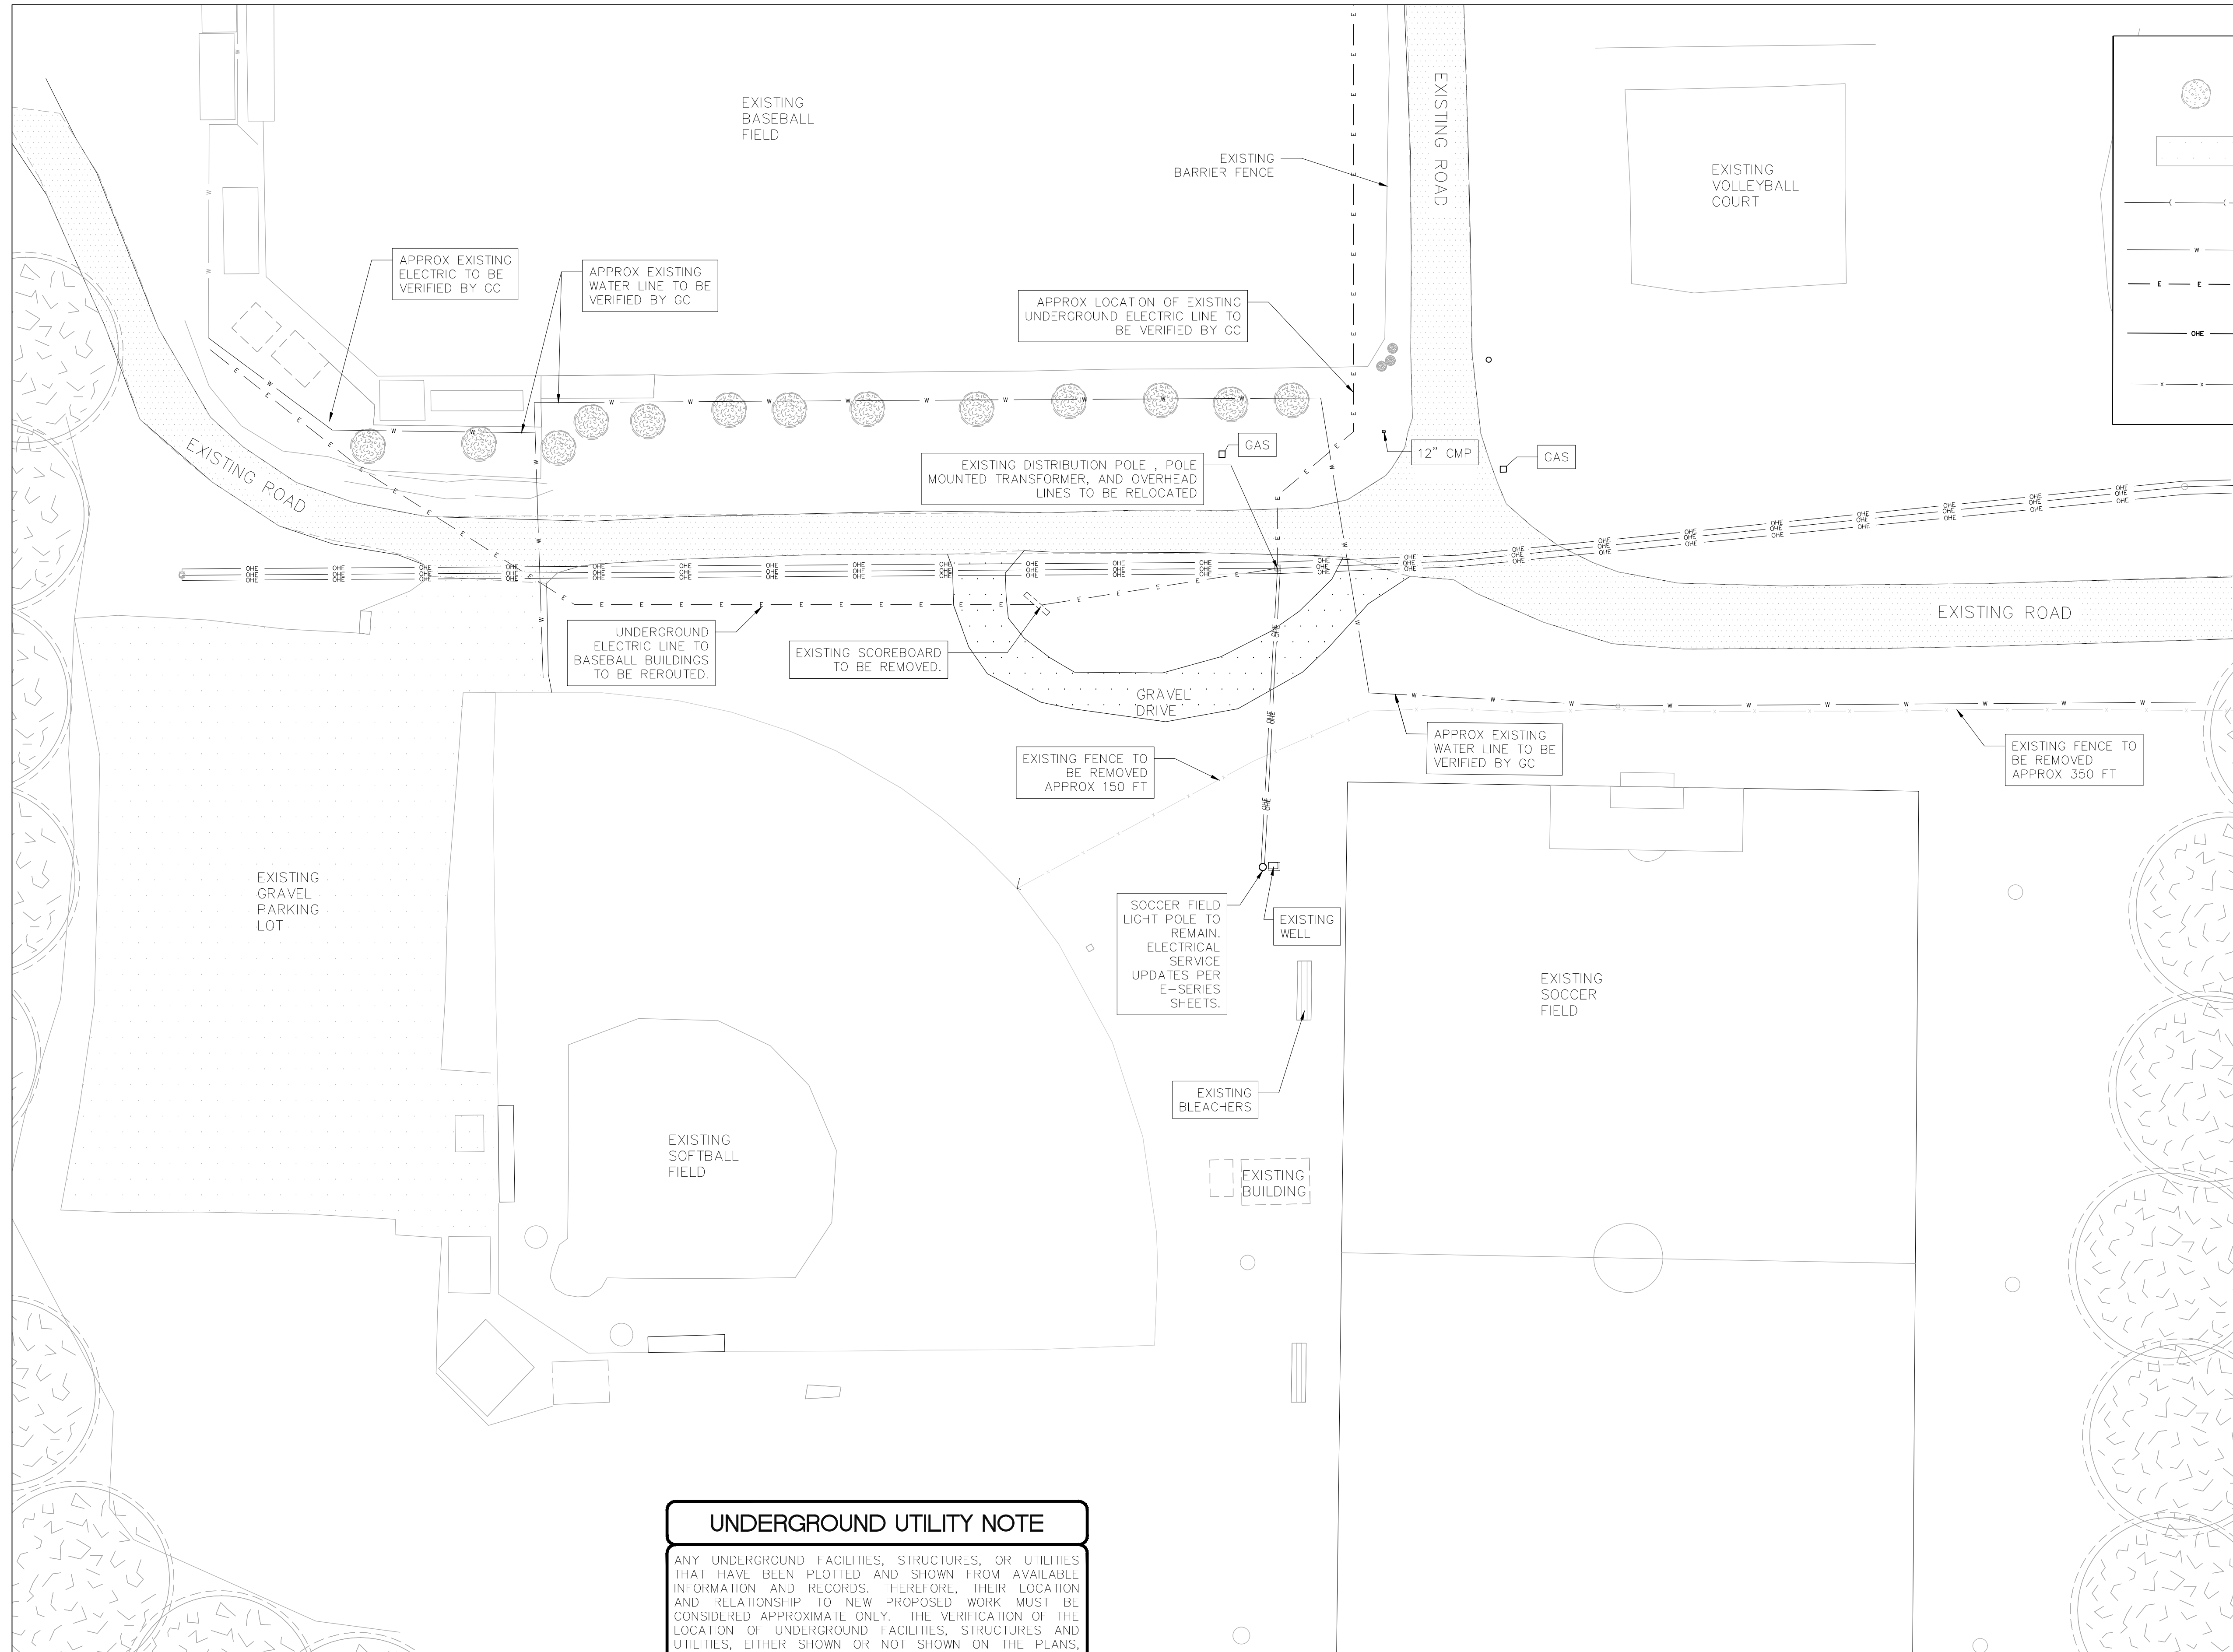 EXISTING
BASEBALL
FIELD
EXISTING ROAD
EXISTING
BARRIER FENCE
EXISTING
VOLLEYBALL
COURT
APPROX EXISTING
ELECTRIC TO BE
VERIFIED BY GC
APPROX EXISTING
WATER LINE TO BE
VERIFIED BY GC
APPROX LOCATION OF EXISTING
UNDERGROUND ELECTRIC LINE TO
BE VERIFIED BY GC
GAS
12" CMP
GAS
EXISTING DISTRIBUTION POLE , POLE
MOUNTED TRANSFORMER, AND OVERHEAD
LINES TO BE RELOCATED
EXISTING ROAD
EXISTING ROAD
UNDERGROUND
ELECTRIC LINE TO
BASEBALL BUILDINGS
TO BE REROUTED.
EXISTING SCOREBOARD
TO BE REMOVED.
GRAVEL
DRIVE
EXISTING FENCE TO
BE REMOVED
APPROX 150 FT
APPROX EXISTING
WATER LINE TO BE
VERIFIED BY GC
EXISTING FENCE TO
BE REMOVED
APPROX 350 FT
EXISTING
GRAVEL
PARKING
LOT
SOCCER FIELD
LIGHT POLE TO
REMAIN.
ELECTRICAL
SERVICE
UPDATES PER
E-SERIES
SHEETS.
EXISTING
WELL
EXISTING
SOCCER
FIELD
EXISTING
BLEACHERS
EXISTING
SOFTBALL
FIELD
EXISTING
BUILDING
UNDERGROUND UTILITY NOTE
ANY UNDERGROUND FACILITIES, STRUCTURES, OR UTILITIES
THAT HAVE BEEN PLOTTED AND SHOWN FROM AVAILABLE
INFORMATION AND RECORDS. THEREFORE, THEIR LOCATION
AND RELATIONSHIP TO NEW PROPOSED WORK MUST BE
CONSIDERED APPROXIMATE ONLY. THE VERIFICATION OF THE
LOCATION OF UNDERGROUND FACILITIES, STRUCTURES AND
UTILITIES, EITHER SHOWN OR NOT SHOWN ON THE PLANS,
W
E E
OHE
x x